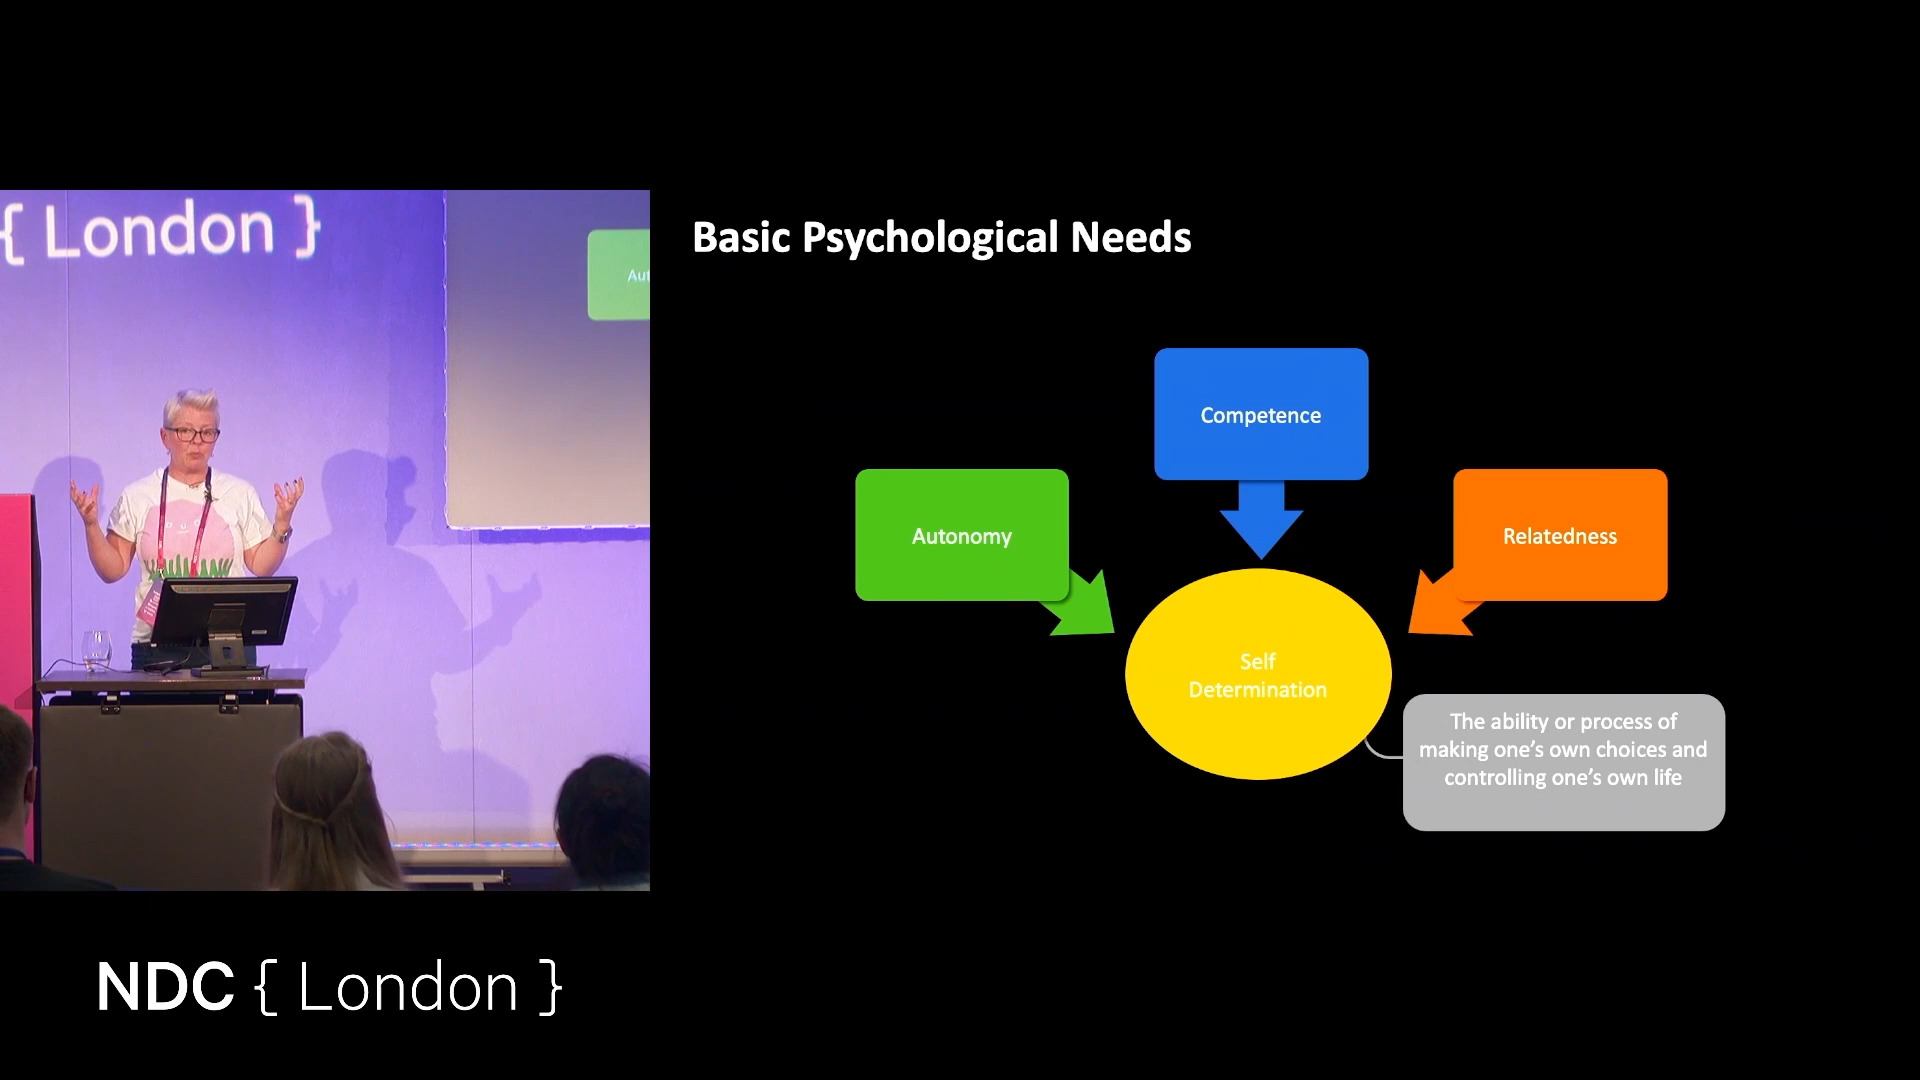 { London }
Aut
Basic Psychological Needs
Competence
Autonomy
Relatedness
Self
Determination
The ability or process of
making one’s own choices and
controlling one’s own life
NDC { London }